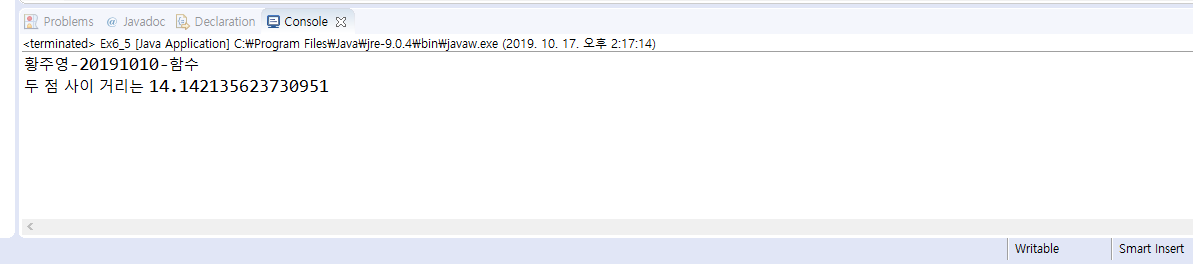 Problems @ Javadoc Declaration Console
<terminated> Ex6_5 [Java Application] C:₩Program Files₩Java₩jre-9.0.4₩bin₩javaw.exe (2019. 10. 17. 오후 2:17:14)
황주영-20191010-함수
두 점 사이 거리는 14.142135623730951
Writable Smart Insert